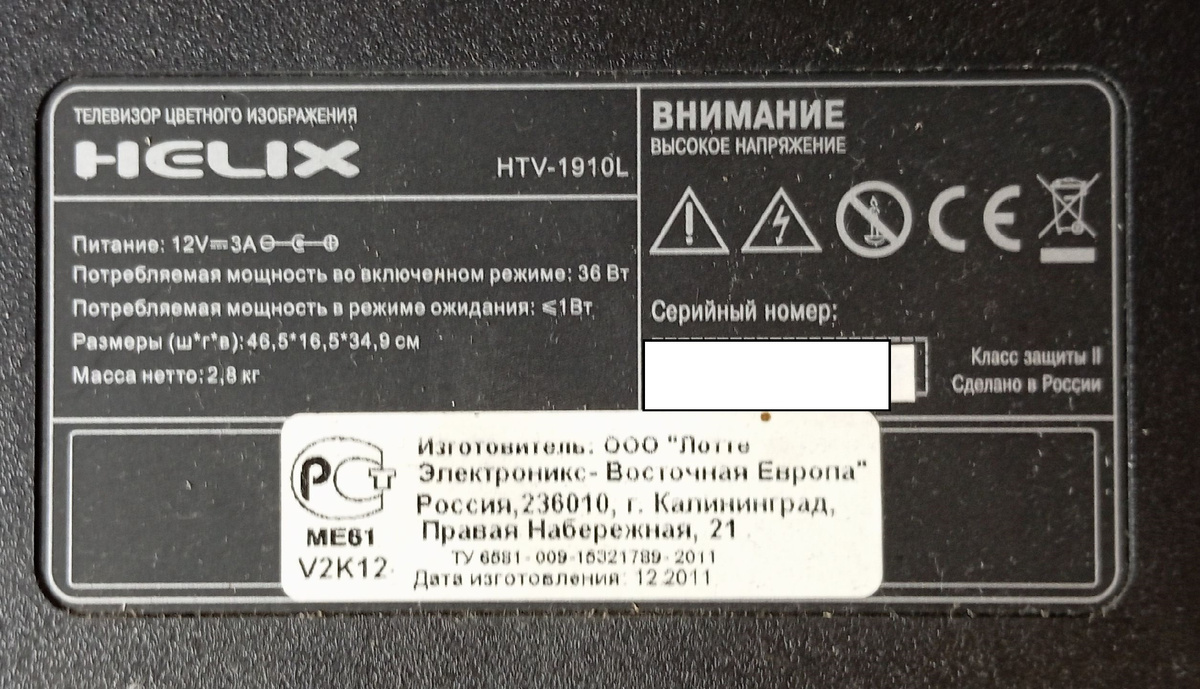 ТЕЛЕВИЗОР ЦВЕТНОГО ИЗОБРАЖЕНИЯ
HELIX
HTV-1910L
Питание: 12V⎓3A
Потребляемая мощность во включенном режиме: 36 Вт
Потребляемая мощность в режиме ожидания: ⩽1Вт
Размеры (ш*г*в): 46,5*16,5*34,9 см
Масса нетто: 2,8 кг
ВНИМАНИЕ
ВЫСОКОЕ НАПРЯЖЕНИЕ
CE
Серийный номер:
Класс защиты II
Сделано в России
РСТ
ME61
V2K12
Изготовитель: ООО "Лотте
Электроникс- Восточная Европа"
Россия, 236010, г. Калининград,
Правая Набережная, 21
ТУ 6581-009-15321789-2011
Дата изготовления: 12.2011